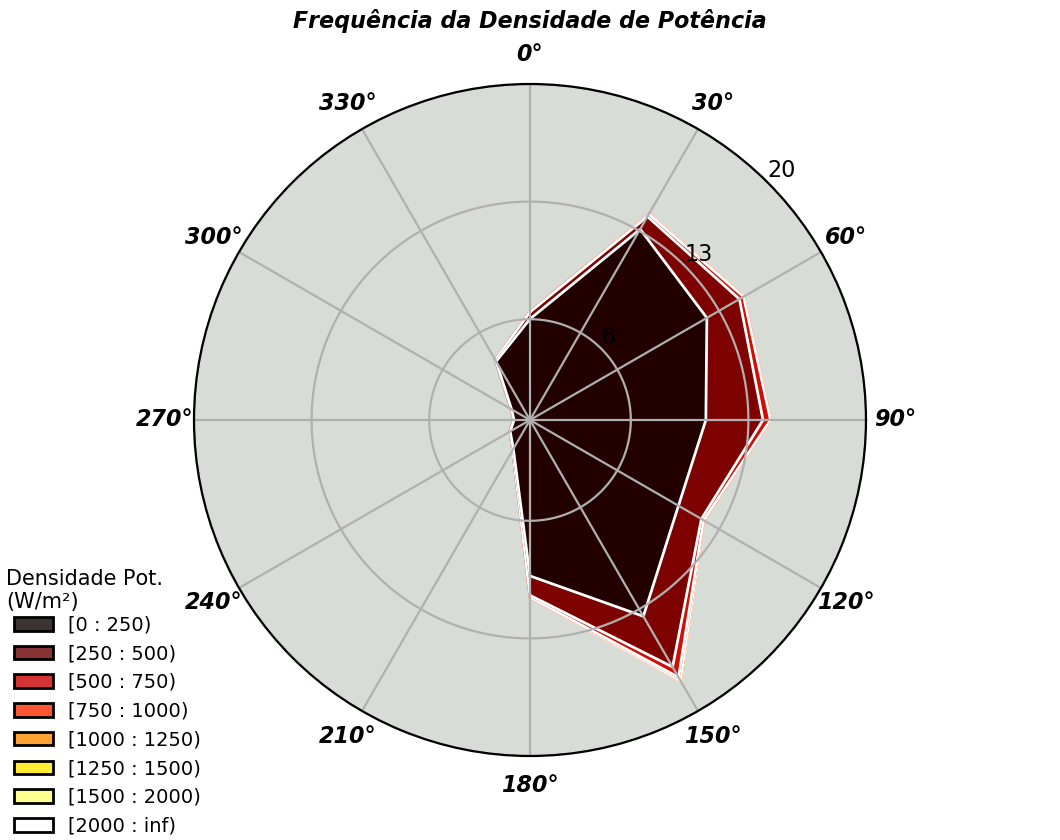 Frequência da Densidade de Potência
0°
330°
30°
20
300°
60°
13
6
270°
90°
240°
120°
210°
150°
180°
Densidade Pot.
(W/m²)
[0 : 250)
[250 : 500)
[500 : 750)
[750 : 1000)
[1000 : 1250)
[1250 : 1500)
[1500 : 2000)
[2000 : inf)